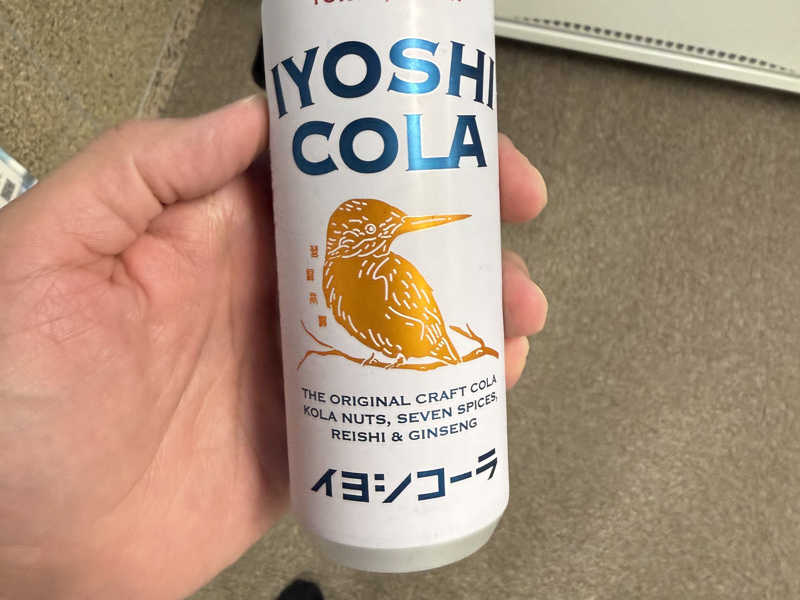 IYOSHI
COLA
THE ORIGINAL CRAFT COLA
KOLA NUTS, SEVEN SPICES,
REISHI & GINSENG
イヨシコーラ